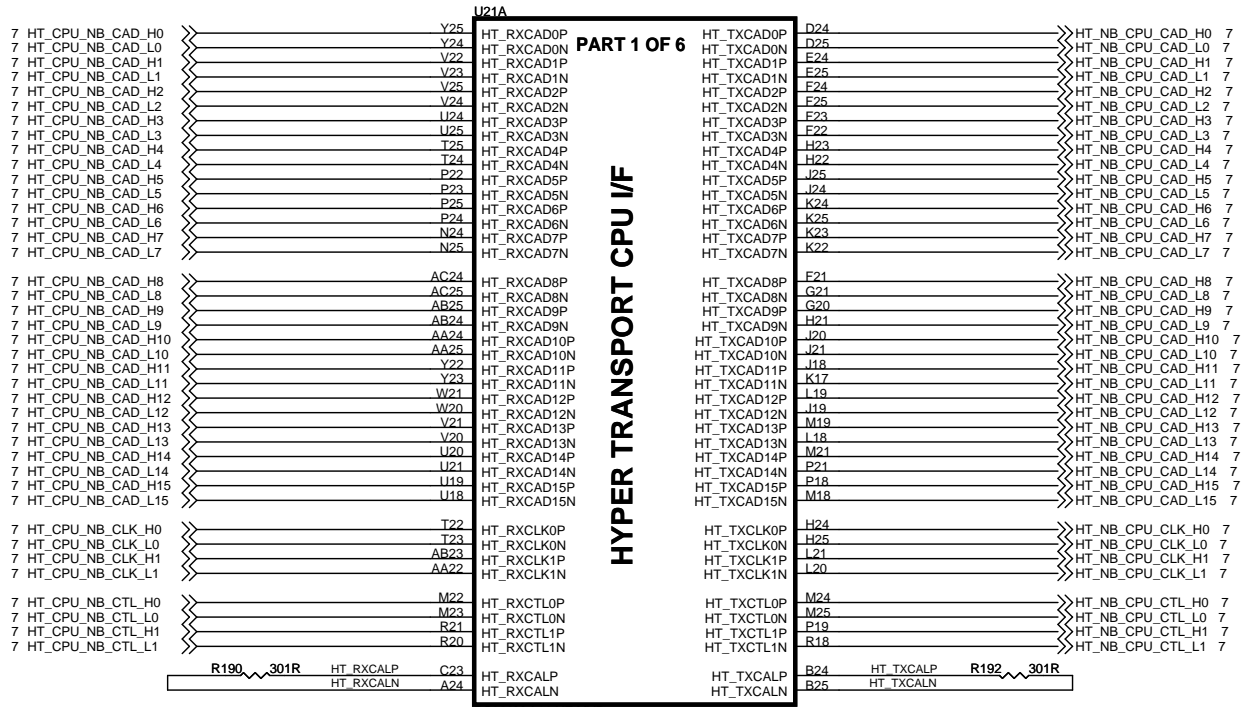 U21A
PART 1 OF 6
HYPER TRANSPORT CPU I/F
7 HT_CPU_NB_CAD_H0 Y25 HT_RXCAD0P HT_TXCAD0P D24 HT_NB_CPU_CAD_H0 7
7 HT_CPU_NB_CAD_L0 Y24 HT_RXCAD0N HT_TXCAD0N D25 HT_NB_CPU_CAD_L0 7
7 HT_CPU_NB_CAD_H1 V22 HT_RXCAD1P HT_TXCAD1P E24 HT_NB_CPU_CAD_H1 7
7 HT_CPU_NB_CAD_L1 V23 HT_RXCAD1N HT_TXCAD1N E25 HT_NB_CPU_CAD_L1 7
7 HT_CPU_NB_CAD_H2 V25 HT_RXCAD2P HT_TXCAD2P F24 HT_NB_CPU_CAD_H2 7
7 HT_CPU_NB_CAD_L2 V24 HT_RXCAD2N HT_TXCAD2N F25 HT_NB_CPU_CAD_L2 7
7 HT_CPU_NB_CAD_H3 U24 HT_RXCAD3P HT_TXCAD3P F23 HT_NB_CPU_CAD_H3 7
7 HT_CPU_NB_CAD_L3 U25 HT_RXCAD3N HT_TXCAD3N F22 HT_NB_CPU_CAD_L3 7
7 HT_CPU_NB_CAD_H4 T25 HT_RXCAD4P HT_TXCAD4P H23 HT_NB_CPU_CAD_H4 7
7 HT_CPU_NB_CAD_L4 T24 HT_RXCAD4N HT_TXCAD4N H22 HT_NB_CPU_CAD_L4 7
7 HT_CPU_NB_CAD_H5 P22 HT_RXCAD5P HT_TXCAD5P J25 HT_NB_CPU_CAD_H5 7
7 HT_CPU_NB_CAD_L5 P23 HT_RXCAD5N HT_TXCAD5N J24 HT_NB_CPU_CAD_L5 7
7 HT_CPU_NB_CAD_H6 P25 HT_RXCAD6P HT_TXCAD6P K24 HT_NB_CPU_CAD_H6 7
7 HT_CPU_NB_CAD_L6 P24 HT_RXCAD6N HT_TXCAD6N K25 HT_NB_CPU_CAD_L6 7
7 HT_CPU_NB_CAD_H7 N24 HT_RXCAD7P HT_TXCAD7P K23 HT_NB_CPU_CAD_H7 7
7 HT_CPU_NB_CAD_L7 N25 HT_RXCAD7N HT_TXCAD7N K22 HT_NB_CPU_CAD_L7 7
7 HT_CPU_NB_CAD_H8 AC24 HT_RXCAD8P HT_TXCAD8P F21 HT_NB_CPU_CAD_H8 7
7 HT_CPU_NB_CAD_L8 AC25 HT_RXCAD8N HT_TXCAD8N G21 HT_NB_CPU_CAD_L8 7
7 HT_CPU_NB_CAD_H9 AB25 HT_RXCAD9P HT_TXCAD9P G20 HT_NB_CPU_CAD_H9 7
7 HT_CPU_NB_CAD_L9 AB24 HT_RXCAD9N HT_TXCAD9N H21 HT_NB_CPU_CAD_L9 7
7 HT_CPU_NB_CAD_H10 AA24 HT_RXCAD10P HT_TXCAD10P J20 HT_NB_CPU_CAD_H10 7
7 HT_CPU_NB_CAD_L10 AA25 HT_RXCAD10N HT_TXCAD10N J21 HT_NB_CPU_CAD_L10 7
7 HT_CPU_NB_CAD_H11 Y22 HT_RXCAD11P HT_TXCAD11P J18 HT_NB_CPU_CAD_H11 7
7 HT_CPU_NB_CAD_L11 Y23 HT_RXCAD11N HT_TXCAD11N K17 HT_NB_CPU_CAD_L11 7
7 HT_CPU_NB_CAD_H12 W21 HT_RXCAD12P HT_TXCAD12P L19 HT_NB_CPU_CAD_H12 7
7 HT_CPU_NB_CAD_L12 W20 HT_RXCAD12N HT_TXCAD12N J19 HT_NB_CPU_CAD_L12 7
7 HT_CPU_NB_CAD_H13 V21 HT_RXCAD13P HT_TXCAD13P M19 HT_NB_CPU_CAD_H13 7
7 HT_CPU_NB_CAD_L13 V20 HT_RXCAD13N HT_TXCAD13N L18 HT_NB_CPU_CAD_L13 7
7 HT_CPU_NB_CAD_H14 U20 HT_RXCAD14P HT_TXCAD14P M21 HT_NB_CPU_CAD_H14 7
7 HT_CPU_NB_CAD_L14 U21 HT_RXCAD14N HT_TXCAD14N P21 HT_NB_CPU_CAD_L14 7
7 HT_CPU_NB_CAD_H15 U19 HT_RXCAD15P HT_TXCAD15P P18 HT_NB_CPU_CAD_H15 7
7 HT_CPU_NB_CAD_L15 U18 HT_RXCAD15N HT_TXCAD15N M18 HT_NB_CPU_CAD_L15 7
7 HT_CPU_NB_CLK_H0 T22 HT_RXCLK0P HT_TXCLK0P H24 HT_NB_CPU_CLK_H0 7
7 HT_CPU_NB_CLK_L0 T23 HT_RXCLK0N HT_TXCLK0N H25 HT_NB_CPU_CLK_L0 7
7 HT_CPU_NB_CLK_H1 AB23 HT_RXCLK1P HT_TXCLK1P L21 HT_NB_CPU_CLK_H1 7
7 HT_CPU_NB_CLK_L1 AA22 HT_RXCLK1N HT_TXCLK1N L20 HT_NB_CPU_CLK_L1 7
7 HT_CPU_NB_CTL_H0 M22 HT_RXCTL0P HT_TXCTL0P M24 HT_NB_CPU_CTL_H0 7
7 HT_CPU_NB_CTL_L0 M23 HT_RXCTL0N HT_TXCTL0N M25 HT_NB_CPU_CTL_L0 7
7 HT_CPU_NB_CTL_H1 R21 HT_RXCTL1P HT_TXCTL1P P19 HT_NB_CPU_CTL_H1 7
7 HT_CPU_NB_CTL_L1 R20 HT_RXCTL1N HT_TXCTL1N R18 HT_NB_CPU_CTL_L1 7
R190 301R HT_RXCALP C23 HT_RXCALP HT_TXCALP B24 HT_TXCALP R192 301R
HT_RXCALN A24 HT_RXCALN HT_TXCALN B25 HT_TXCALN